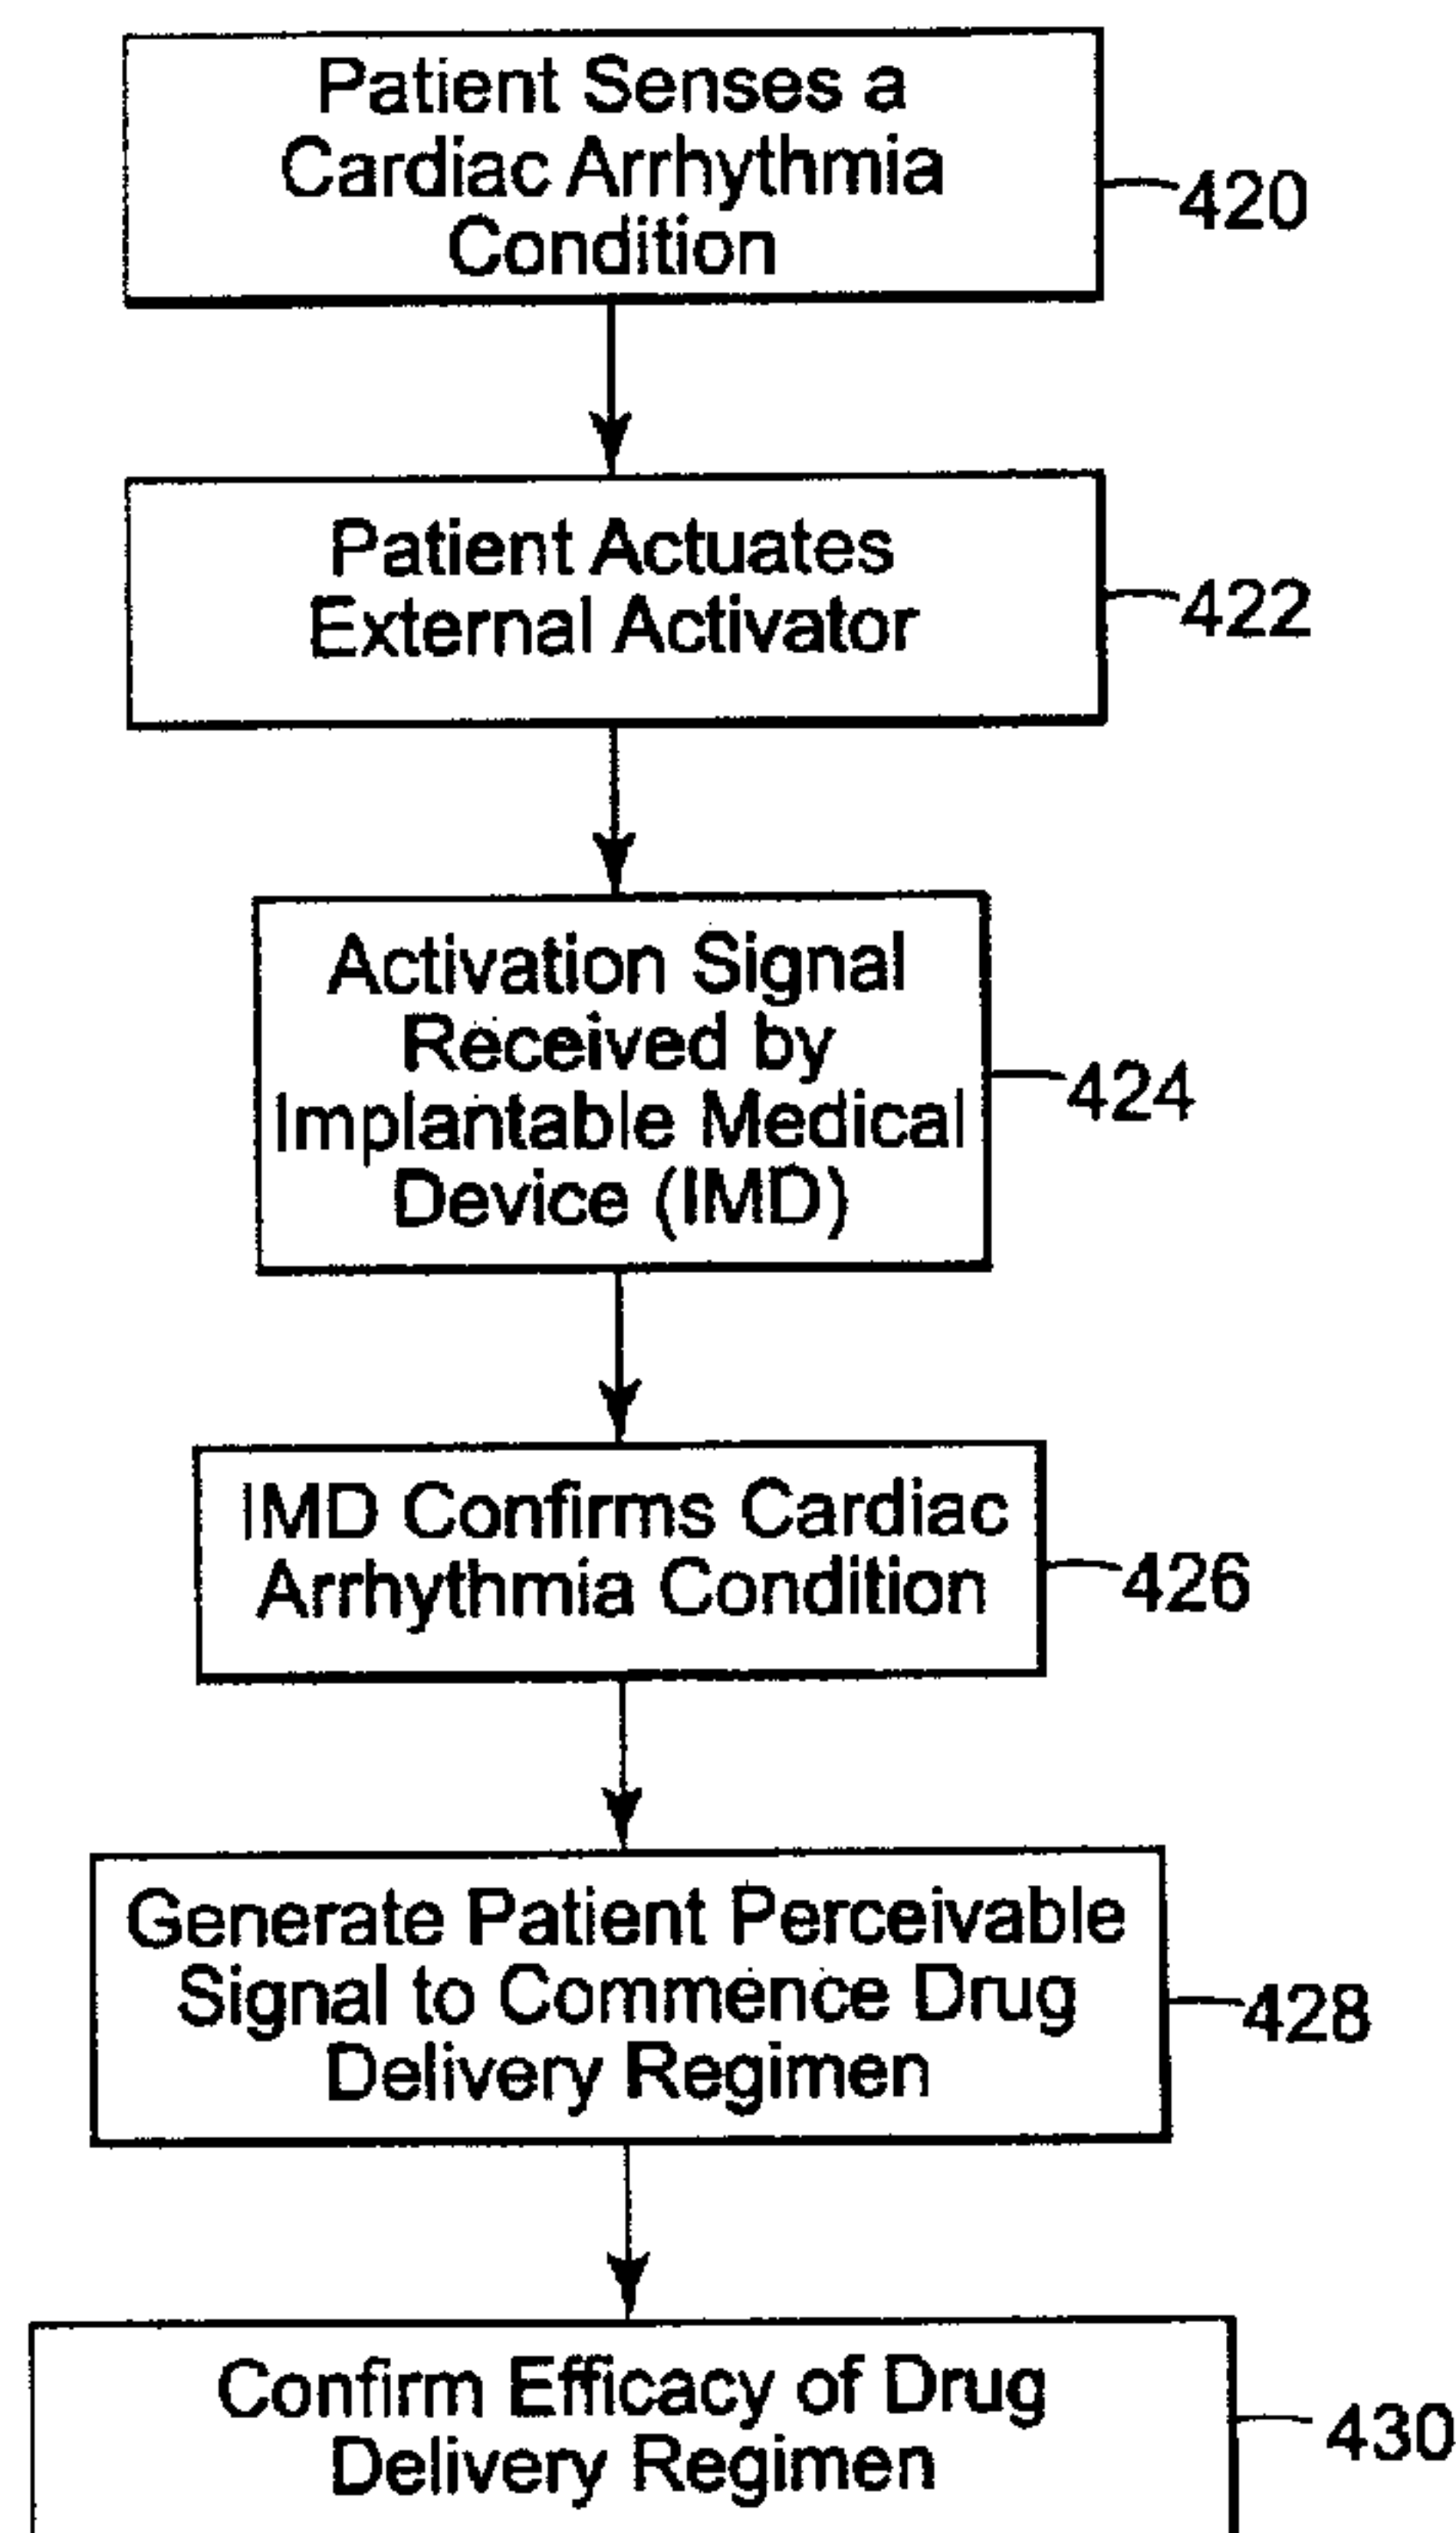 Patient Senses a
Cardiac Arrhythmia
Condition
420
Patient Actuates
External Activator
422
Activation Signal
Received by
Implantable Medical
Device (IMD)
424
IMD Confirms Cardiac
Arrhythmia Condition
426
Generate Patient Perceivable
Signal to Commence Drug
Delivery Regimen
428
Confirm Efficacy of Drug
Delivery Regimen
430